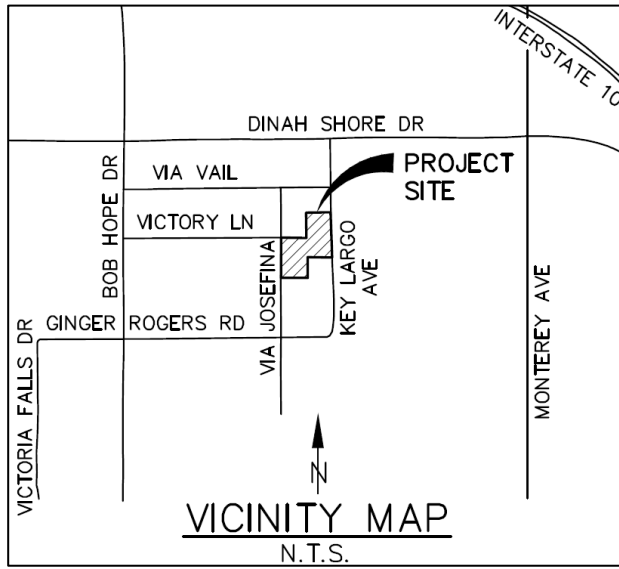 INTERSTATE 10
DINAH SHORE DR
VIA VAIL
PROJECT
SITE
BOB HOPE DR
VICTORY LN
VIA JOSEFINA
KEY LARGO
AVE
MONTEREY AVE
GINGER ROGERS RD
VICTORIA FALLS DR
N
VICINITY MAP
N.T.S.